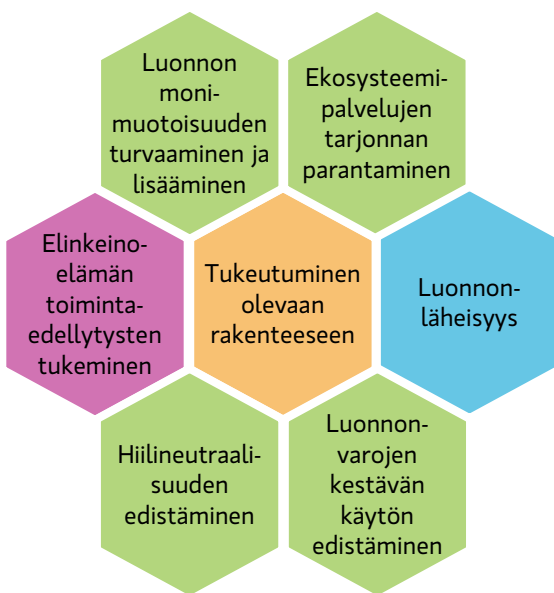 Luonnon
moni-
muotoisuuden
turvaaminen ja
lisääminen
Ekosysteemi-
palvelujen
tarjonnan
parantaminen
Elinkeino-
elämän
toiminta-
edellytysten
tukeminen
Tukeutuminen
olevaan
rakenteeseen
Luonnon-
läheisyys
Hiilineutraali-
suuden
edistäminen
Luonnon-
varojen
kestävän
käytön
edistäminen